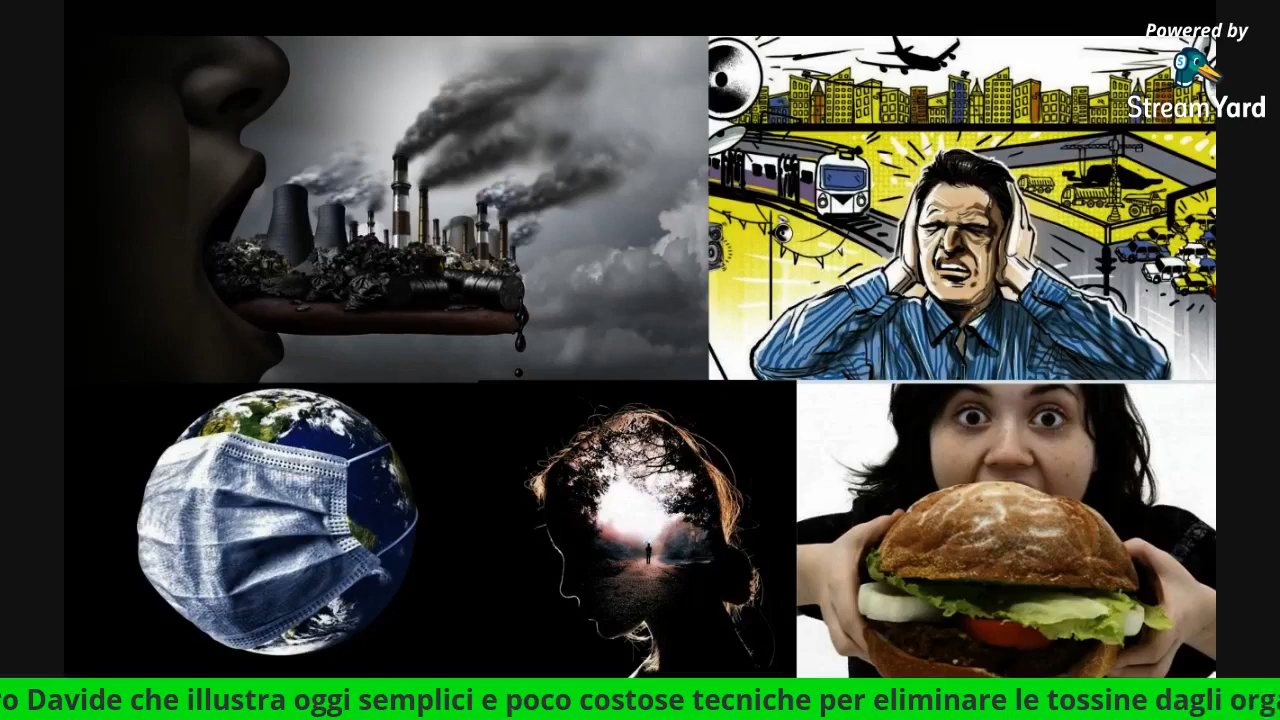 Powered by
StreamYard
Davide che illustra oggi semplici e poco costose tecniche per eliminare le tossine dagli